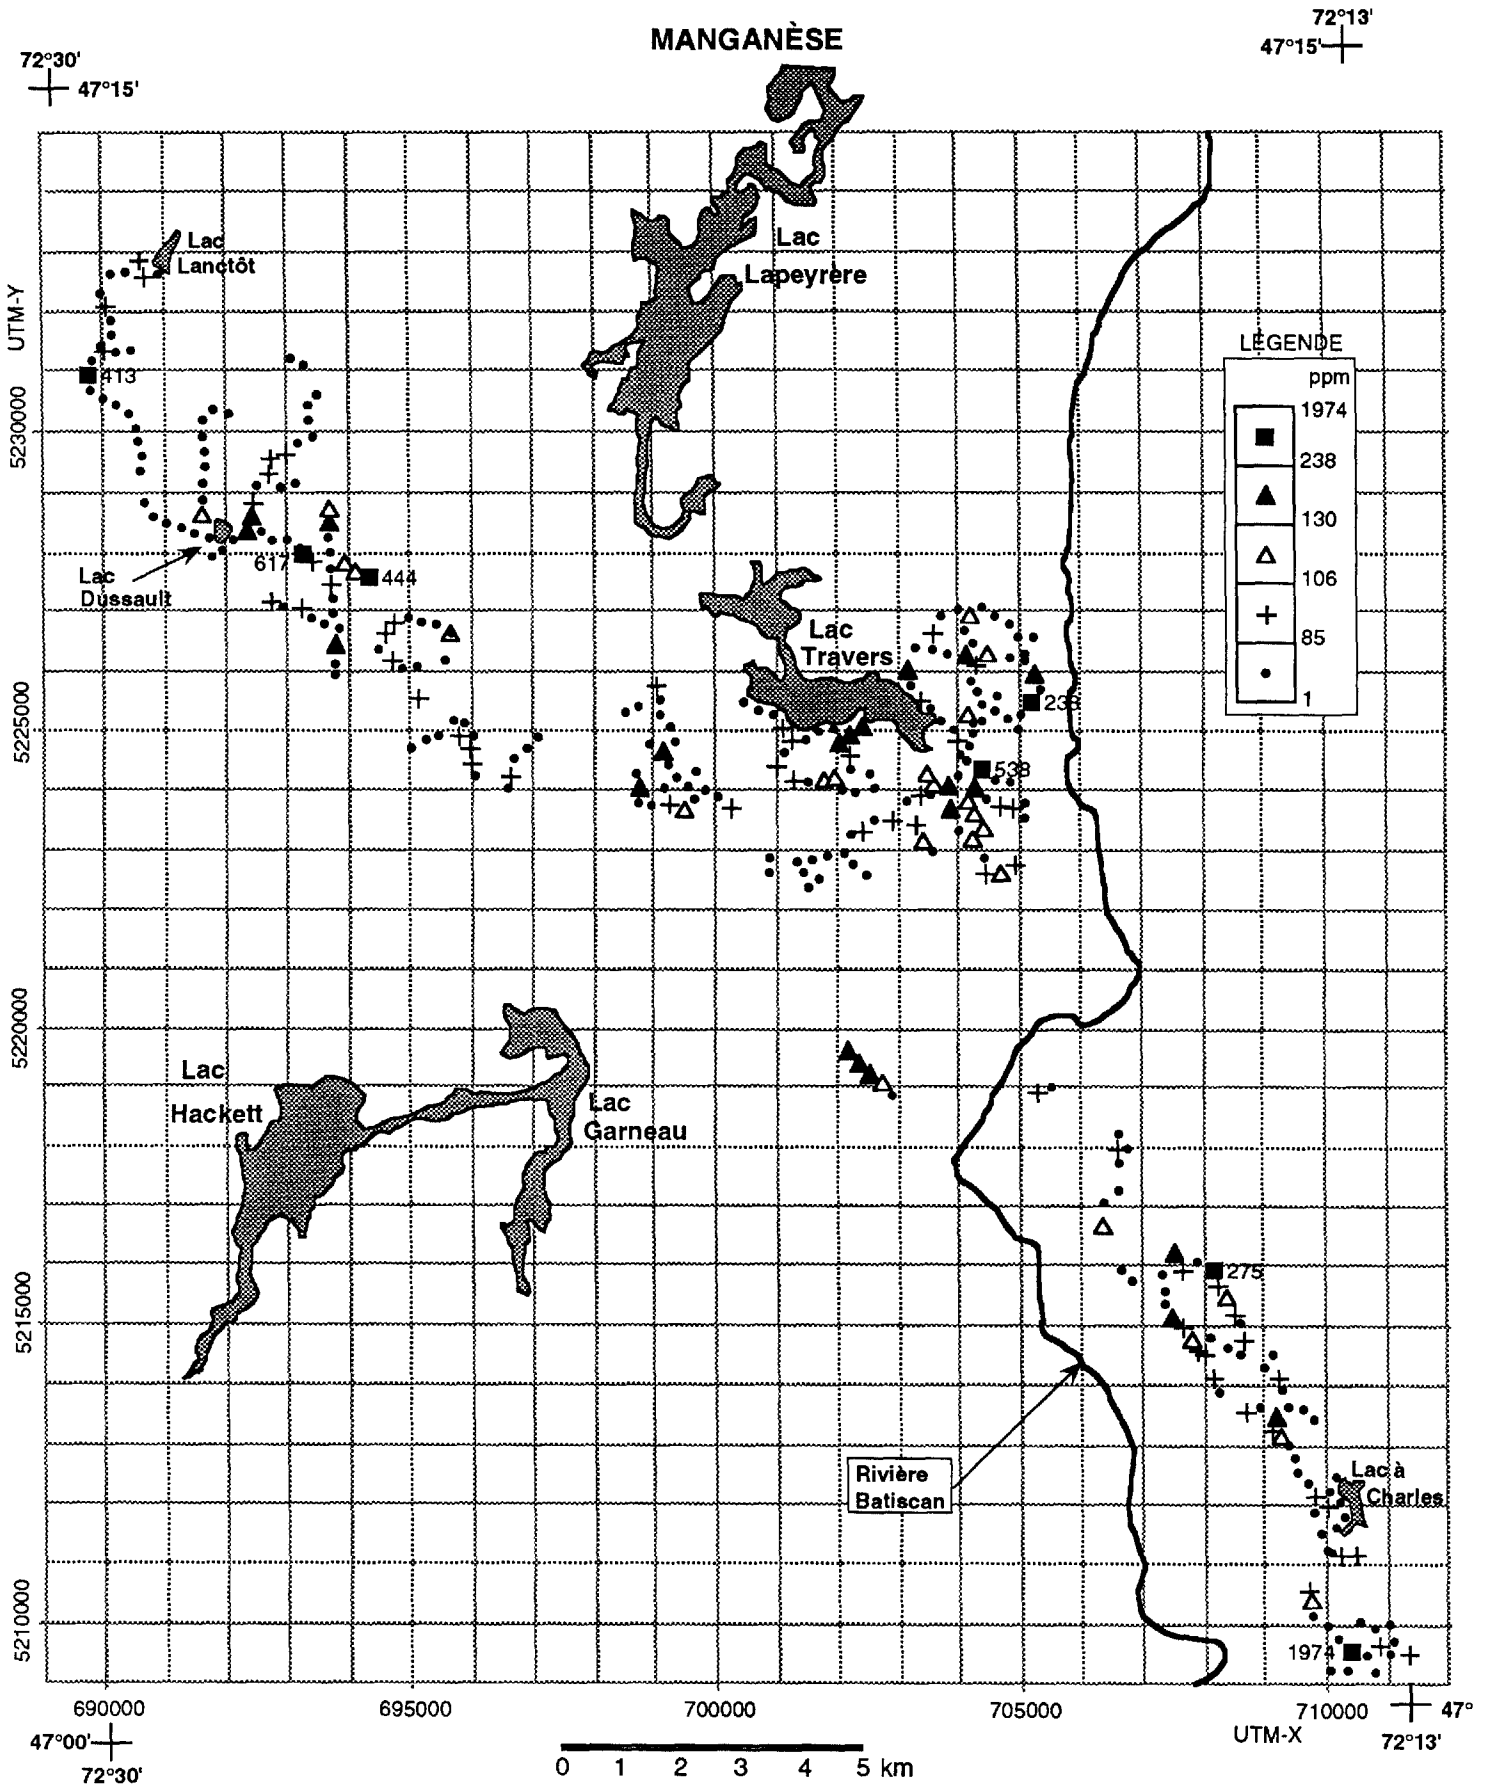 MANGANÈSE
72°30'
47°15'
72°13'
47°15'
Lac
Lanctôt
Lac
Lapeyrère
UTM-Y
413
LÉGENDE
ppm
1974
238
130
106
85
1
5230000
617
444
Lac
Dussault
Lac
Travers
238
5225000
538
5220000
Lac
Hackett
Lac
Garneau
275
5215000
Rivière
Batiscan
Lac à
Charles
5210000
1974
690000
695000
700000
705000
710000
47°
UTM-X
72°13'
47°00'
72°30'
0 1 2 3 4 5 km